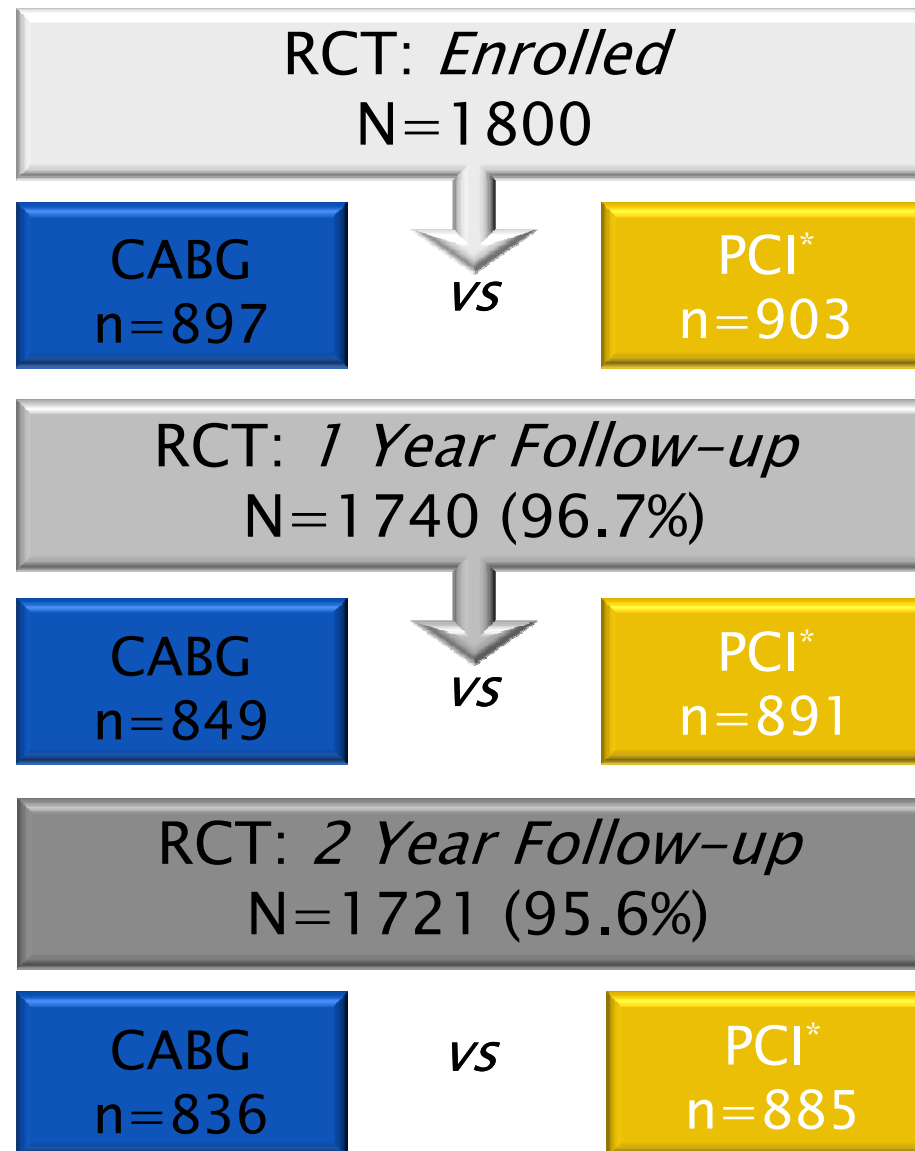 RCT: Enrolled
N=1800
CABG
n=897
vs
PCI*
n=903
RCT: 1 Year Follow-up
N=1740 (96.7%)
CABG
n=849
vs
PCI*
n=891
RCT: 2 Year Follow-up
N=1721 (95.6%)
CABG
n=836
vs
PCI*
n=885